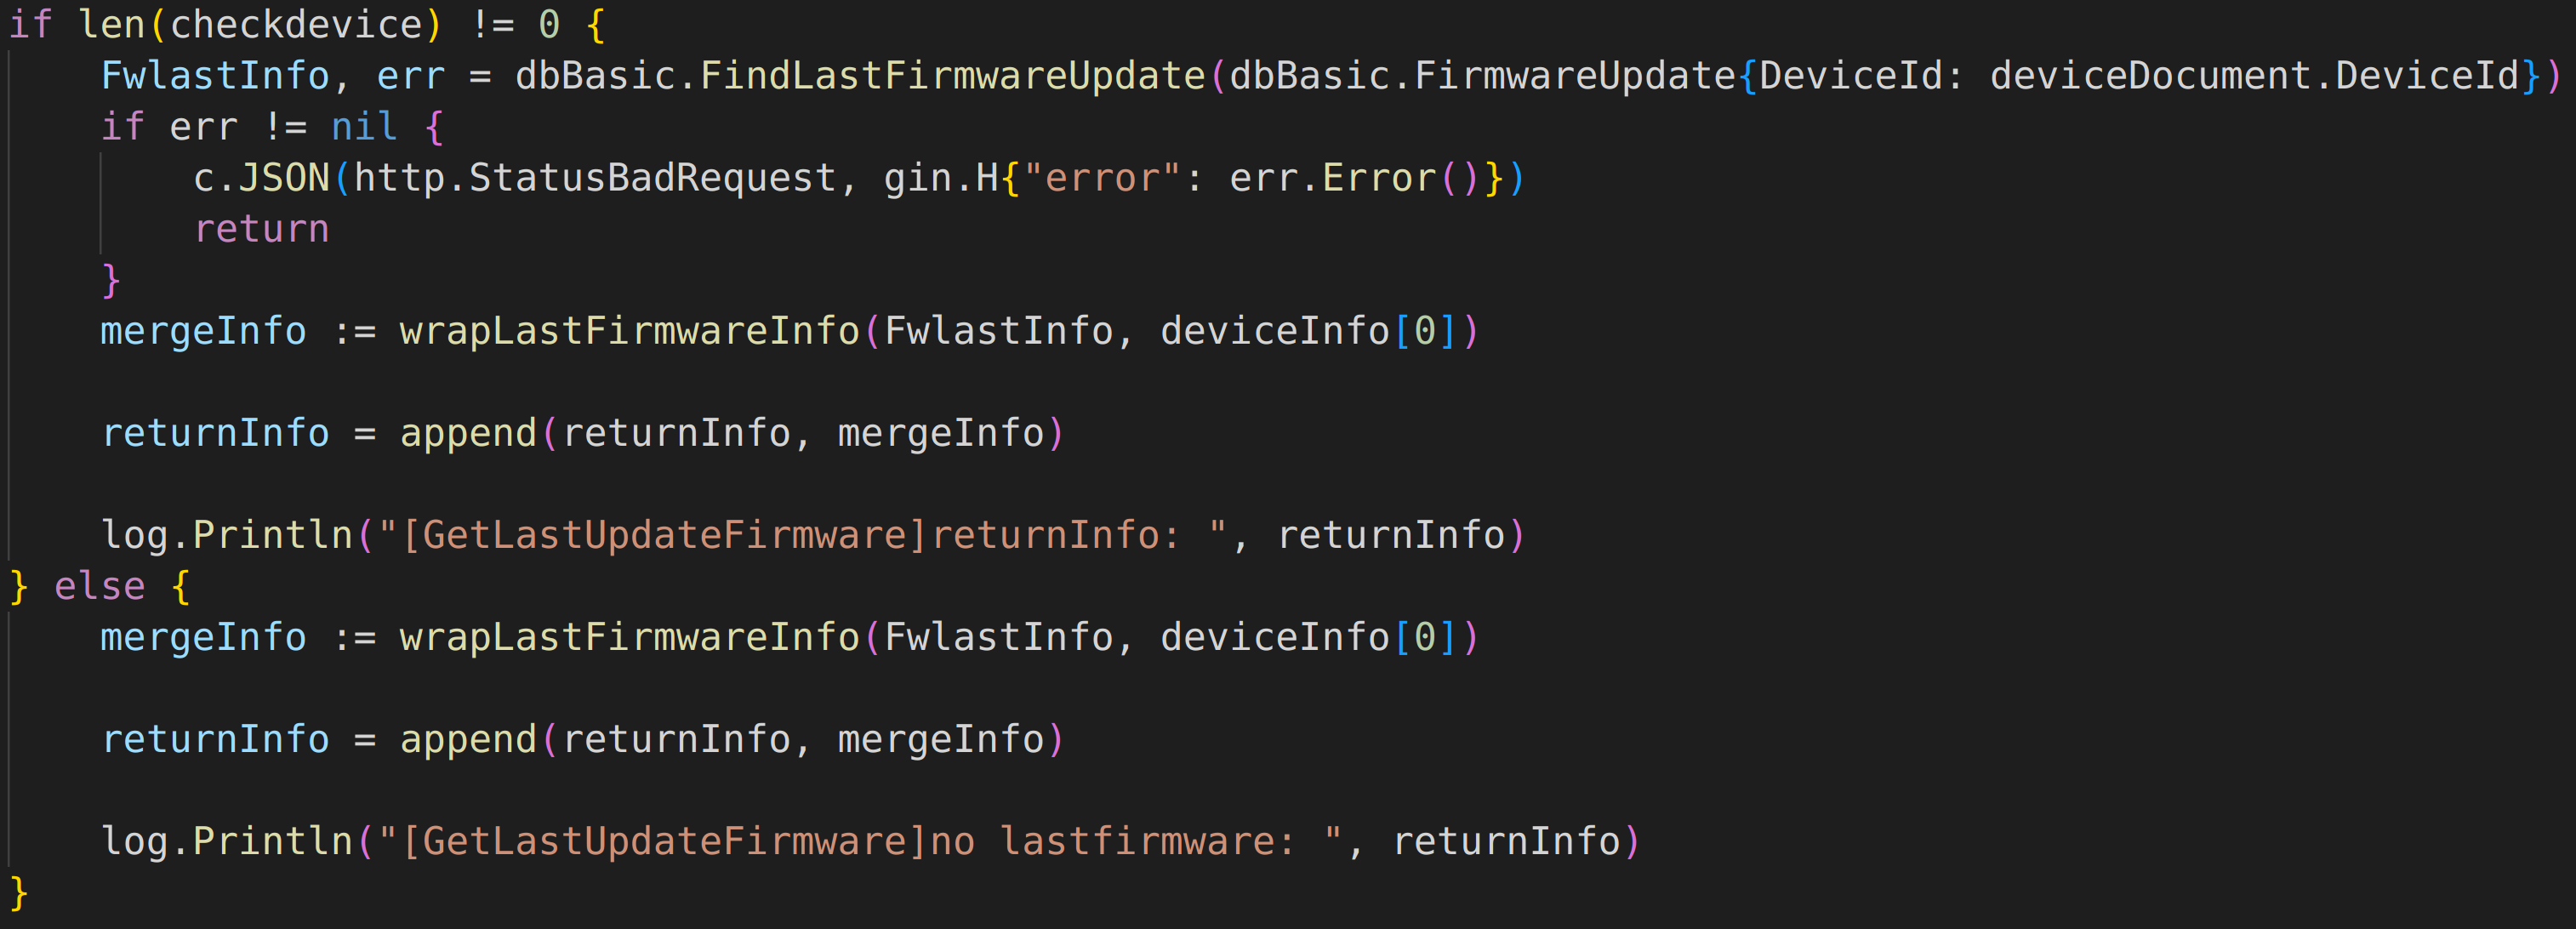 if len(checkdevice) != 0 {
    FwlastInfo, err = dbBasic.FindLastFirmwareUpdate(dbBasic.FirmwareUpdate{DeviceId: deviceDocument.DeviceId})
    if err != nil {
        c.JSON(http.StatusBadRequest, gin.H{"error": err.Error()})
        return
    }
    mergeInfo := wrapLastFirmwareInfo(FwlastInfo, deviceInfo[0])
    returnInfo = append(returnInfo, mergeInfo)
    log.Println("[GetLastUpdateFirmware]returnInfo: ", returnInfo)
} else {
    mergeInfo := wrapLastFirmwareInfo(FwlastInfo, deviceInfo[0])
    returnInfo = append(returnInfo, mergeInfo)
    log.Println("[GetLastUpdateFirmware]no lastfirmware: ", returnInfo)
}